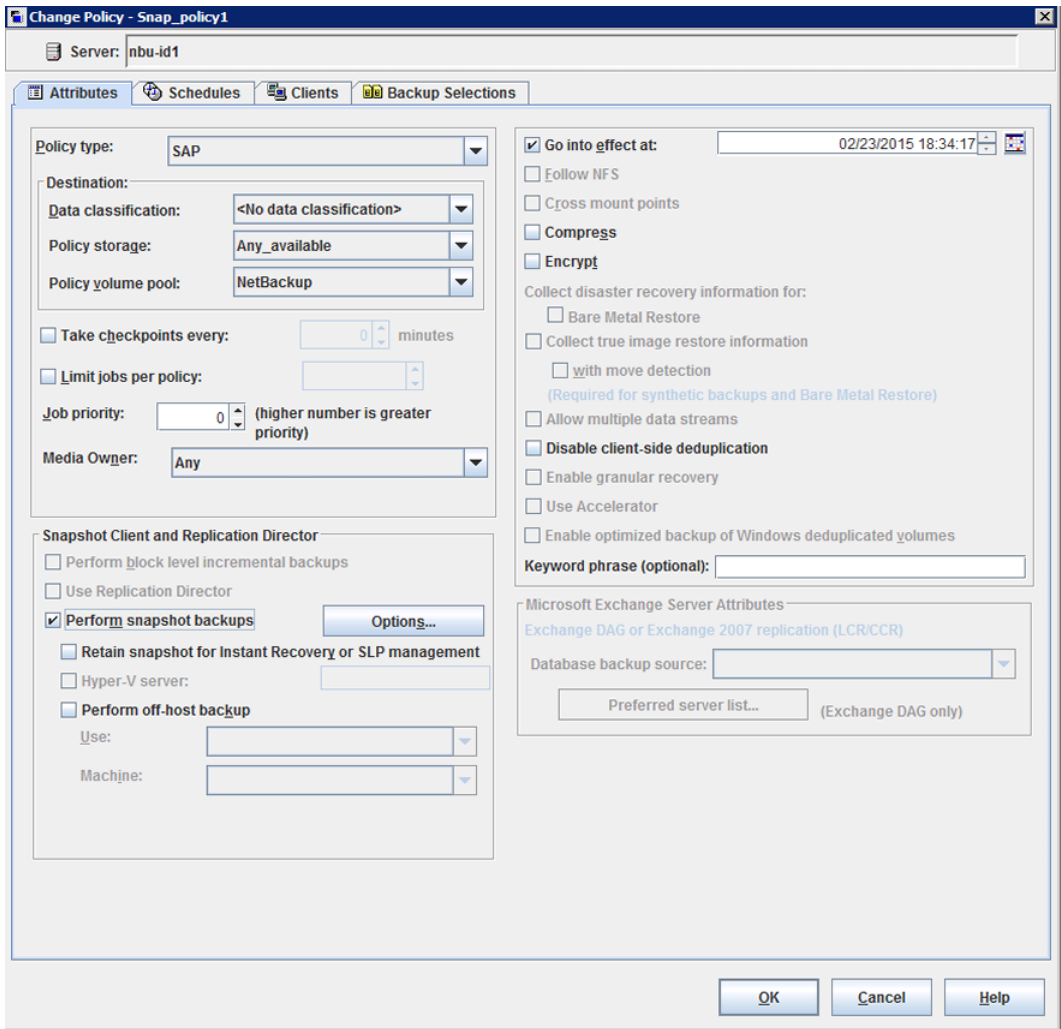 Change Policy - Snap_policy1
Server: nbu-id1
Attributes Schedules Clients Backup Selections
Policy type: SAP
Destination:
Data classification: <No data classification>
Policy storage: Any_available
Policy volume pool: NetBackup
Take checkpoints every: 0 minutes
Limit jobs per policy:
Job priority: 0 (higher number is greater
priority)
Media Owner: Any
Snapshot Client and Replication Director
Perform block level incremental backups
Use Replication Director
Perform snapshot backups Options...
Retain snapshot for Instant Recovery or SLP management
Hyper-V server:
Perform off-host backup
Use:
Machine:
Go into effect at: 02/23/2015 18:34:17
Follow NFS
Cross mount points
Compress
Encrypt
Collect disaster recovery information for:
Bare Metal Restore
Collect true image restore information
with move detection
(Required for synthetic backups and Bare Metal Restore)
Allow multiple data streams
Disable client-side deduplication
Enable granular recovery
Use Accelerator
Enable optimized backup of Windows deduplicated volumes
Keyword phrase (optional):
Microsoft Exchange Server Attributes
Exchange DAG or Exchange 2007 replication (LCR/CCR)
Database backup source:
Preferred server list... (Exchange DAG only)
OK Cancel Help